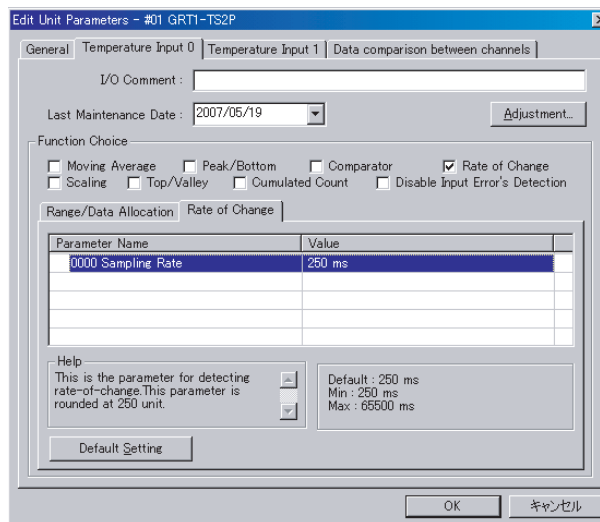 Edit Unit Parameters - #01 GRT1-TS2P
General Temperature Input 0 Temperature Input 1 Data comparison between channels
I/O Comment :
Last Maintenance Date : 2007/05/19 Adjustment...
Function Choice
Moving Average Peak/Bottom Comparator Rate of Change
Scaling Top/Valley Cumulated Count Disable Input Error's Detection
Range/Data Allocation Rate of Change
Parameter Name Value
0000 Sampling Rate 250 ms
Help
This is the parameter for detecting
rate-of-change.This parameter is
rounded at 250 unit.
Default : 250 ms
Min : 250 ms
Max : 65500 ms
Default Setting
OK キャンセル